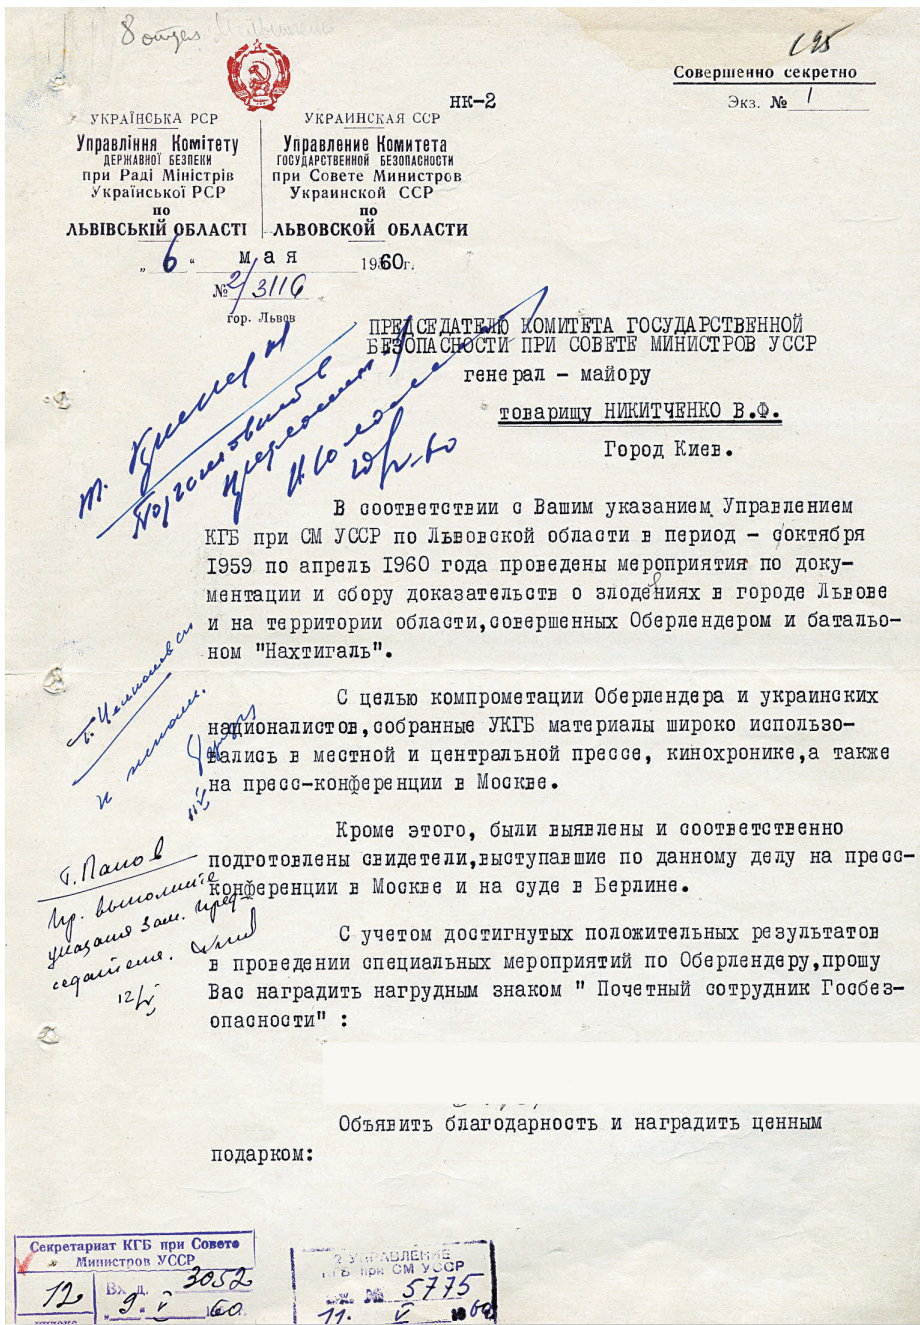 8 отдел
195
Совершенно секретно
Экз. № 1
НК-2
УКРАЇНСЬКА РСР
Управління Комітету
ДЕРЖАВНОЇ БЕЗПЕКИ
при Раді Міністрів
Української РСР
по
ЛЬВІВСЬКІЙ ОБЛАСТІ
УКРАИНСКАЯ ССР
Управление Комитета
ГОСУДАРСТВЕННОЙ БЕЗОПАСНОСТИ
при Совете Министров
Украинской ССР
по
ЛЬВОВСКОЙ ОБЛАСТИ
„ 6 “ мая 1960г.
№ 2/3116
гор. Львов
ПРЕДСЕДАТЕЛЮ КОМИТЕТА ГОСУДАРСТВЕННОЙ
БЕЗОПАСНОСТИ ПРИ СОВЕТЕ МИНИСТРОВ УССР
генерал – майору
товарищу НИКИТЧЕНКО В.Ф.
Город Киев.
В соответствии с Вашим указанием Управлением
КГБ при СМ УССР по Львовской области в период – с октября
1959 по апрель 1960 года проведены мероприятия по доку–
ментации и сбору доказательств о злодеяниях в городе Львове
и на территории области,совершенных Оберлендером и баталью–
ном "Нахтигаль".
С целью компрометации Оберлендера и украинских
националистов,собранные УКГБ материалы широко использо–
вались в местной и центральной прессе, кинохронике,а также
на пресс–конференции в Москве.
Кроме этого, были выявлены и соответственно
подготовлены свидетели,выступавшие по данному делу на пресс–
конференции в Москве и на суде в Берлине.
т. Панов
Пр. выполните
указания Зам. пред–
седателя.
12/V
С учетом достигнутых положительных результатов
в проведении специальных мероприятий по Оберлендеру,прошу
Вас наградить нагрудным знаком " Почетный сотрудник Госбез–
опасности" :
Объявить благодарность и наградить ценным
подарком:
Секретариат КГБ при Совете
Министров УССР
12
Вх д. 3052
„ 9 “ V 1960г.
2 УПРАВЛЕНИЕ
КГБ при СМ УССР
вх. № 5775
11. V 1960